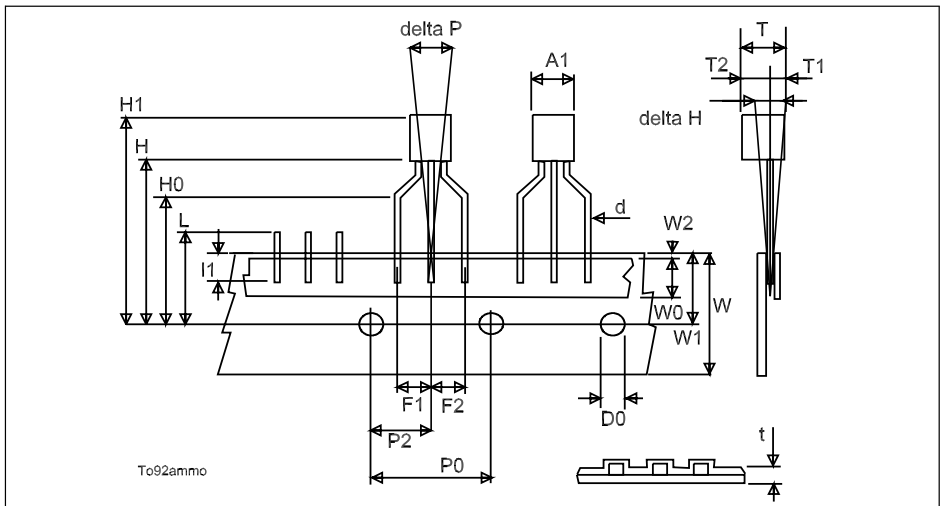 delta P
T
A1
T2
T1
H1
delta H
H
H0
d
L
W2
I1
W
W0
W1
F1
F2
D0
P2
t
P0
To92ammo